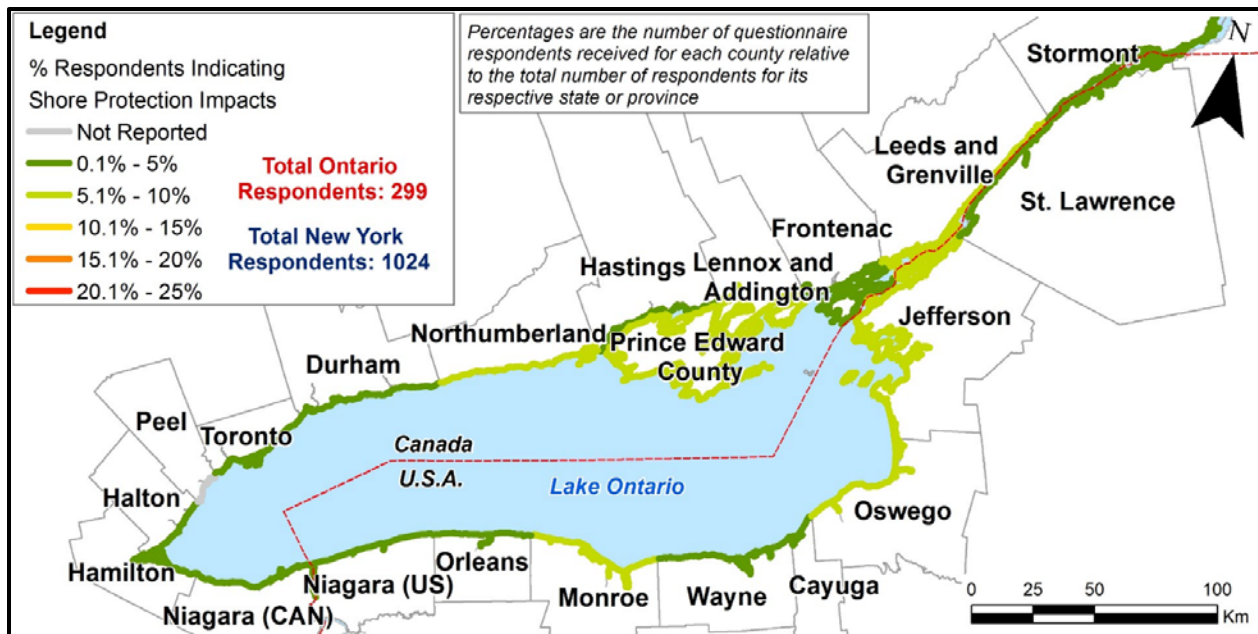 Legend
% Respondents Indicating
Shore Protection Impacts
Not Reported
0.1% - 5%
5.1% - 10%
10.1% - 15%
15.1% - 20%
20.1% - 25%
Total Ontario
Respondents: 299
Total New York
Respondents: 1024
Percentages are the number of questionnaire
respondents received for each county relative
to the total number of respondents for its
respective state or province
N
Stormont
Leeds and
Grenville
St. Lawrence
Frontenac
Hastings
Lennox and
Addington
Jefferson
Northumberland
Prince Edward
County
Durham
Peel
Toronto
Canada
U.S.A.
Lake Ontario
Halton
Oswego
Hamilton
Niagara (CAN)
Niagara (US)
Orleans
Monroe
Wayne
Cayuga
0 25 50 100
Km